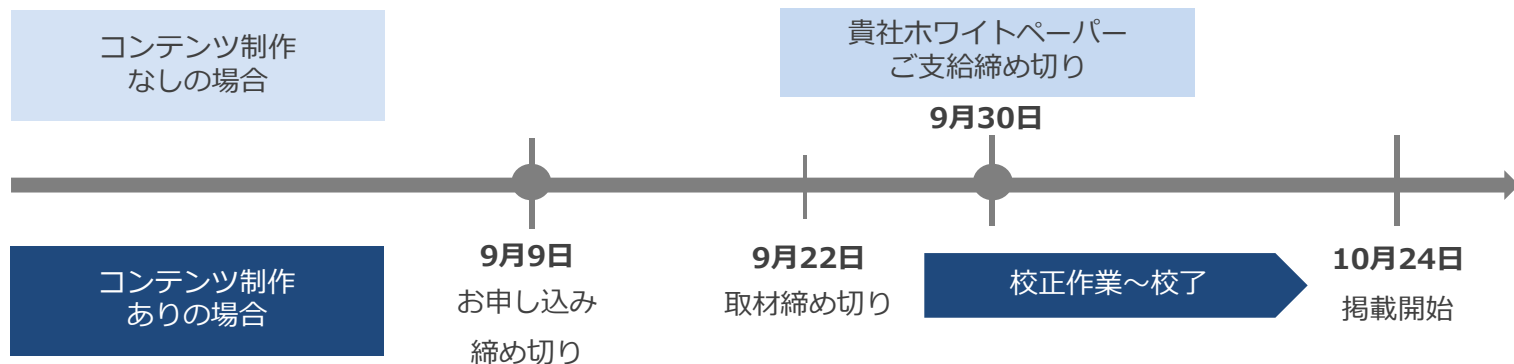 コンテンツ制作
なしの場合
貴社ホワイトペーパー
ご支給締め切り
9月30日
コンテンツ制作
ありの場合
9月9日
お申し込み
締め切り
9月22日
取材締め切り
校正作業～校了
10月24日
掲載開始